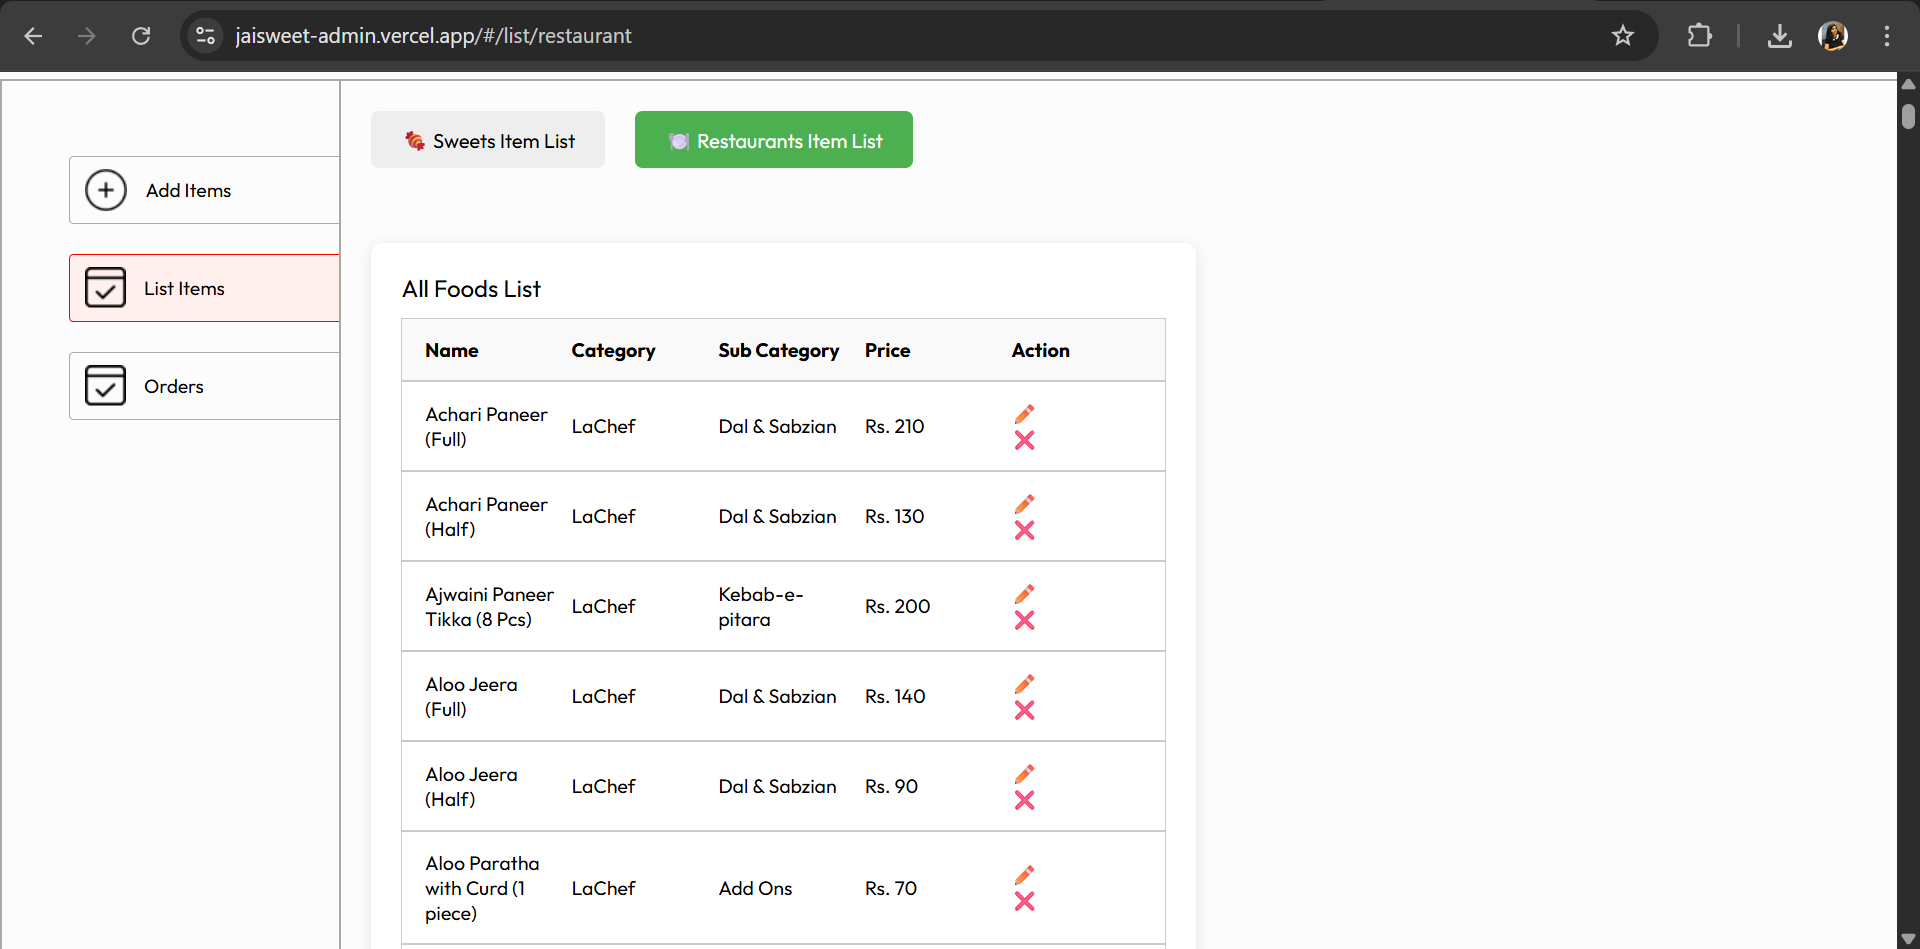 jaisweet-admin.vercel.app/#/list/restaurant
Add Items
List Items
Orders
Sweets Item List
Restaurants Item List
All Foods List
Name Category Sub Category Price Action
Achari Paneer
(Full)
LaChef
Dal & Sabzian
Rs. 210
Achari Paneer
(Half)
LaChef
Dal & Sabzian
Rs. 130
Ajwaini Paneer
Tikka (8 Pcs)
LaChef
Kebab-e-
pitara
Rs. 200
Aloo Jeera
(Full)
LaChef
Dal & Sabzian
Rs. 140
Aloo Jeera
(Half)
LaChef
Dal & Sabzian
Rs. 90
Aloo Paratha
with Curd (1
piece)
LaChef
Add Ons
Rs. 70